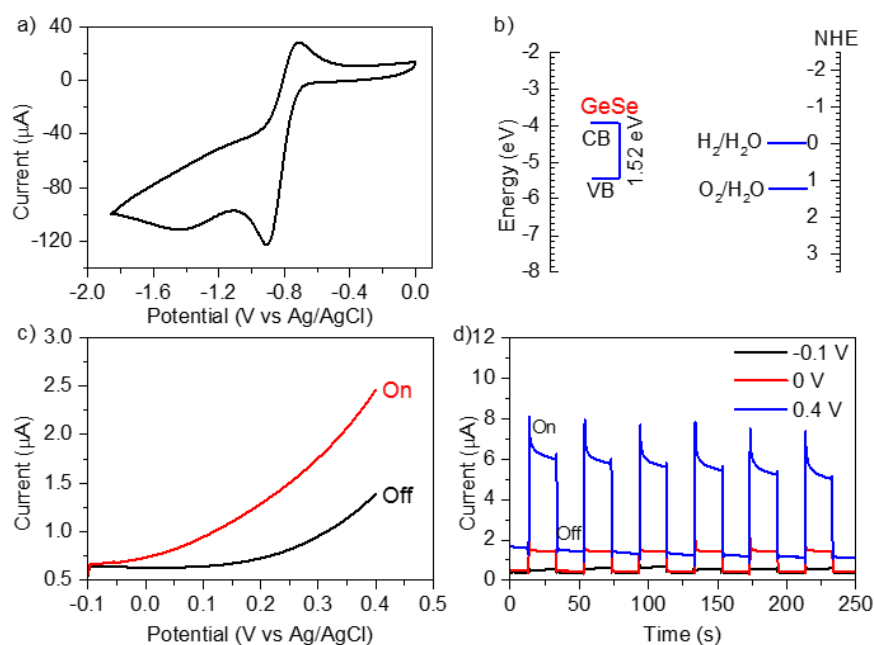 a)
40
0
-40
-80
-120
Current (μA)
-2.0 -1.6 -1.2 -0.8 -0.4 0.0
Potential (V vs Ag/AgCl)
b)
NHE
-2
-3
-4
-5
-6
-7
-8
Energy (eV)
GeSe
CB
VB
1.52 eV
H₂/H₂O
O₂/H₂O
-2
-1
0
1
2
3
c)
3.0
2.5
2.0
1.5
1.0
0.5
Current (μA)
On
Off
-0.1 0.0 0.1 0.2 0.3 0.4 0.5
Potential (V vs Ag/AgCl)
d)
12
10
8
6
4
2
0
Current (μA)
-0.1 V
0 V
0.4 V
On
Off
0 50 100 150 200 250
Time (s)